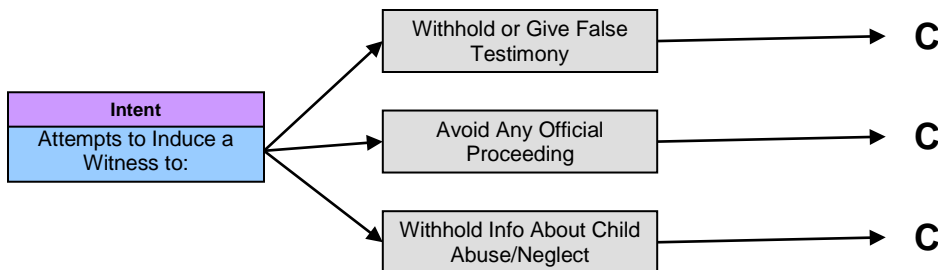 Withhold or Give False
Testimony
C
Intent
Attempts to Induce a
Witness to:
Avoid Any Official
Proceeding
C
Withhold Info About Child
Abuse/Neglect
C